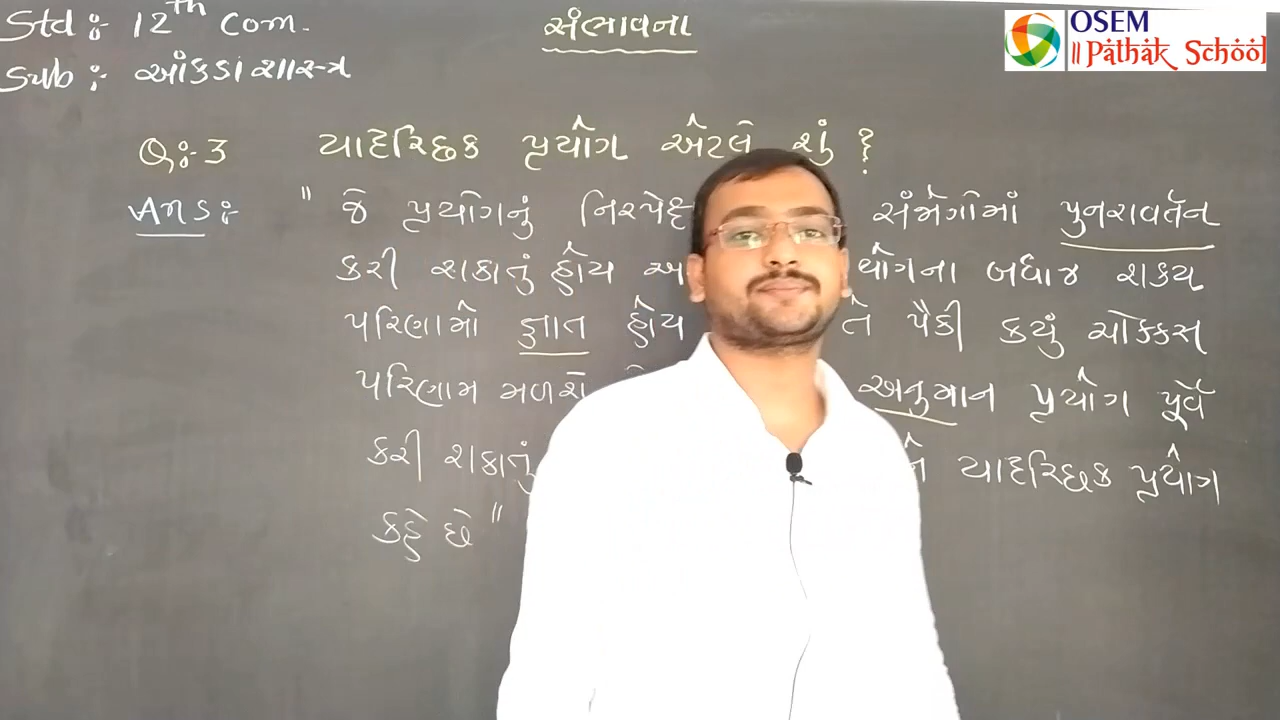 Std :- 12th Com.
સંભાવના
OSEM
Pathak School
Sub :- આંકડાશાસ્ત્ર
Q:-3 યાદચ્છિક પ્રયોગ એટલે શું ?
Ans :- " જે પ્રયોગનું નિરપેક્ષ સંજોગોમાં પુનરાવર્તન
કરી શકાતું હોય બધાજ શક્ય
પરિણામો જ્ઞાત હોય તે પૈકી કયું ચોક્કસ
પરિણામ મળશે અનુમાન પ્રયોગ પૂર્વે
કરી શકાતું યાદચ્છિક પ્રયોગ
કહે છે "